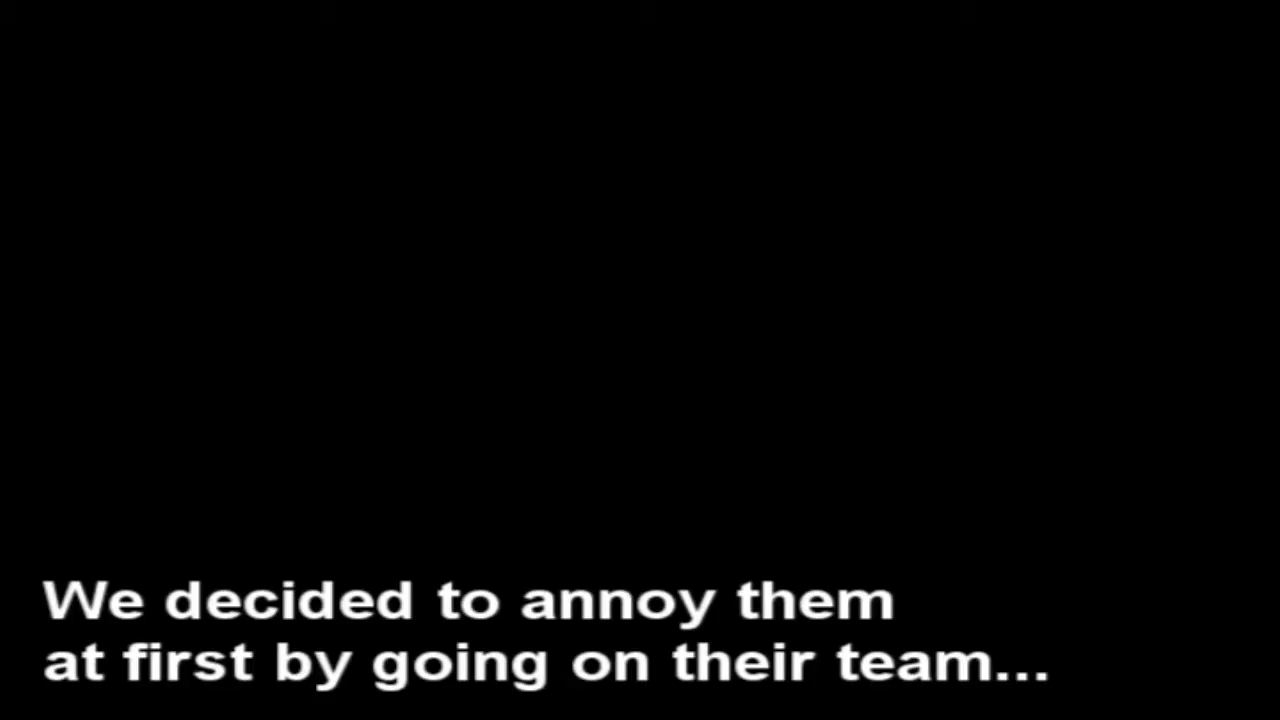 We decided to annoy them
at first by going on their team...